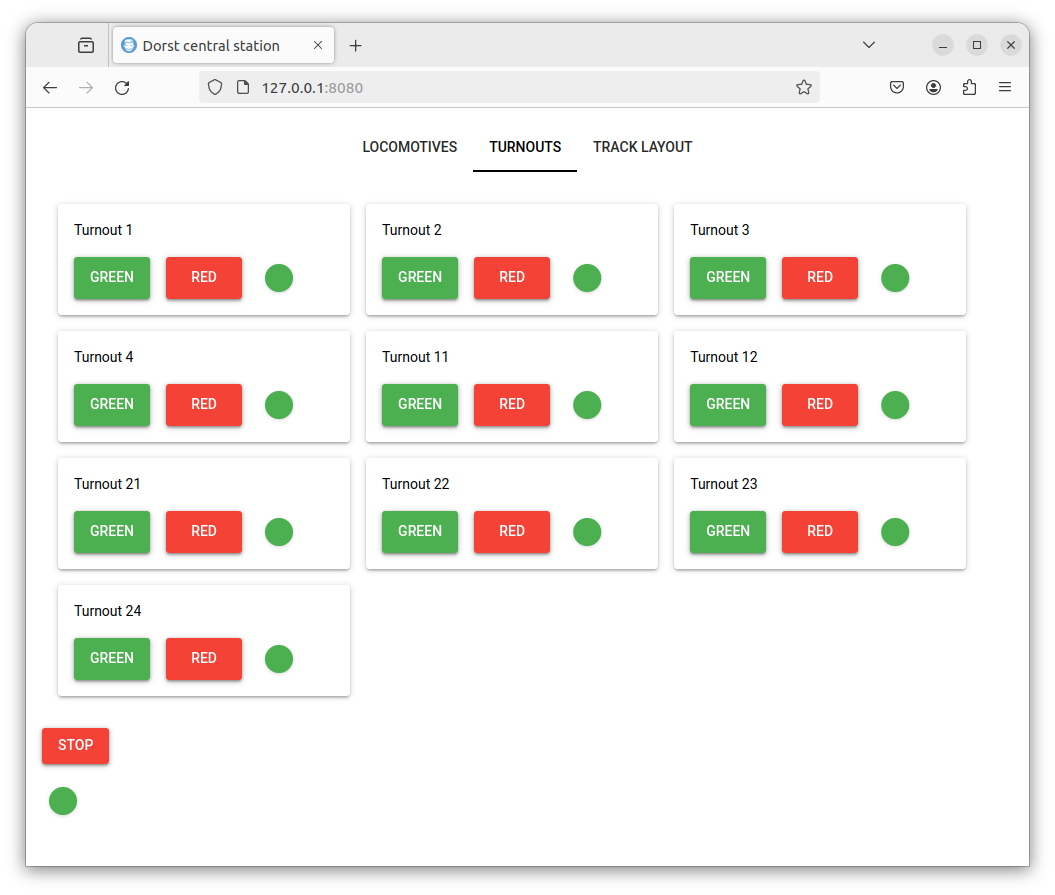 Dorst central station
127.0.0.1:8080
LOCOMOTIVES TURNOUTS TRACK LAYOUT
Turnout 1 Turnout 2 Turnout 3
GREEN RED GREEN RED GREEN RED
Turnout 4 Turnout 11 Turnout 12
GREEN RED GREEN RED GREEN RED
Turnout 21 Turnout 22 Turnout 23
GREEN RED GREEN RED GREEN RED
Turnout 24
GREEN RED
STOP